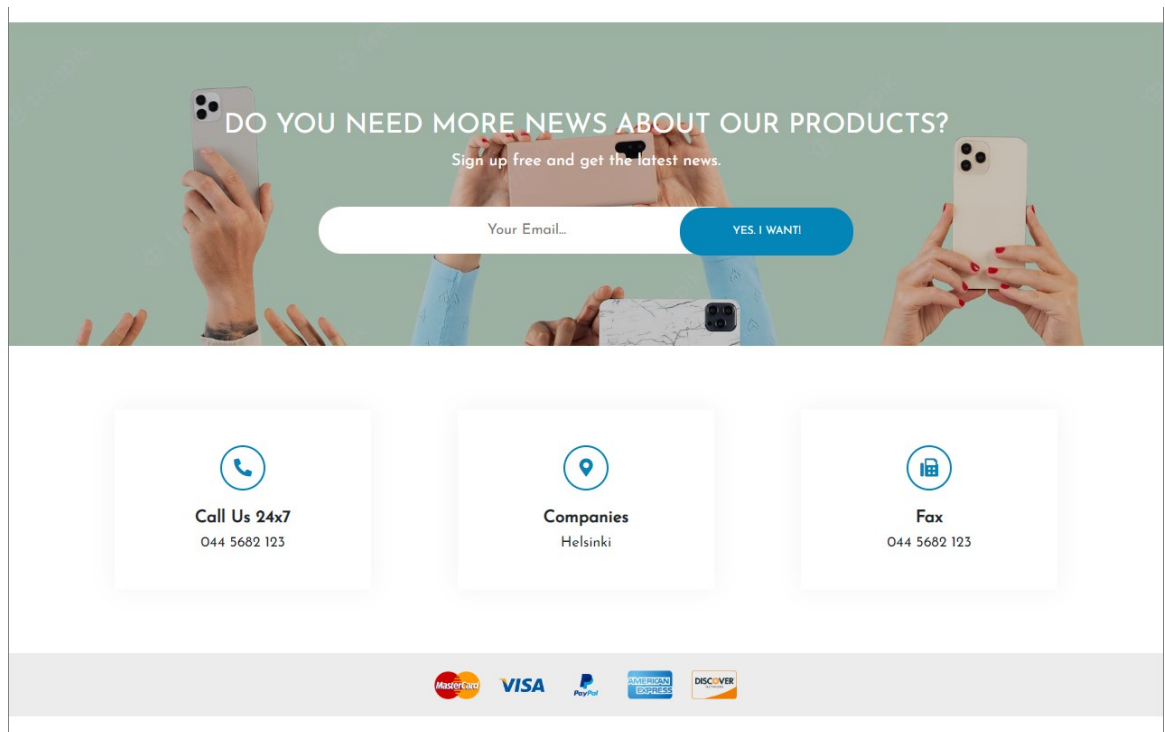 DO YOU NEED MORE NEWS ABOUT OUR PRODUCTS?
Sign up free and get the latest news.
Your Email...
YES. I WANT!
Call Us 24x7
044 5682 123
Companies
Helsinki
Fax
044 5682 123
MasterCard
VISA
PayPal
AMERICAN
EXPRESS
DISCOVER